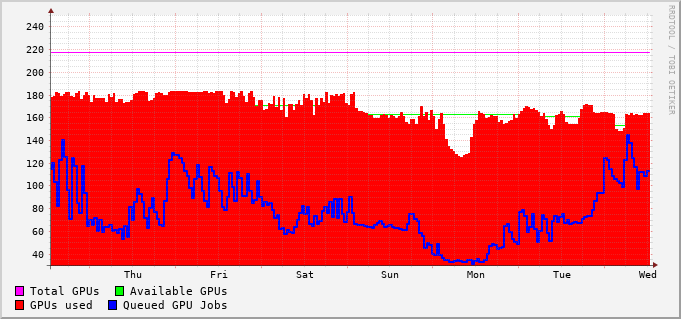 240
220
200
180
160
140
120
100
80
60
40
Thu Fri Sat Sun Mon Tue Wed
Total GPUs Available GPUs
GPUs used Queued GPU Jobs
RRDTOOL / TOBI OETIKER